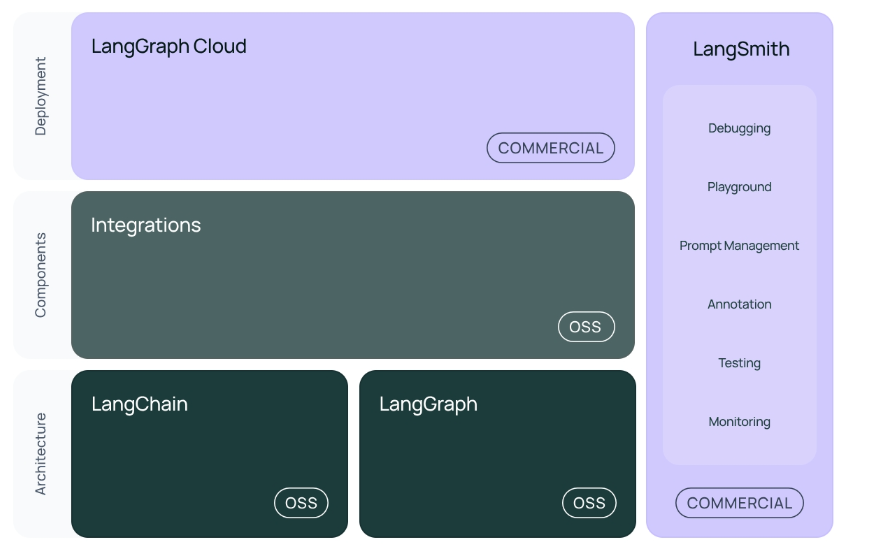 Deployment
LangGraph Cloud
COMMERCIAL
Components
Integrations
OSS
Architecture
LangChain
OSS
LangGraph
OSS
LangSmith
Debugging
Playground
Prompt Management
Annotation
Testing
Monitoring
COMMERCIAL